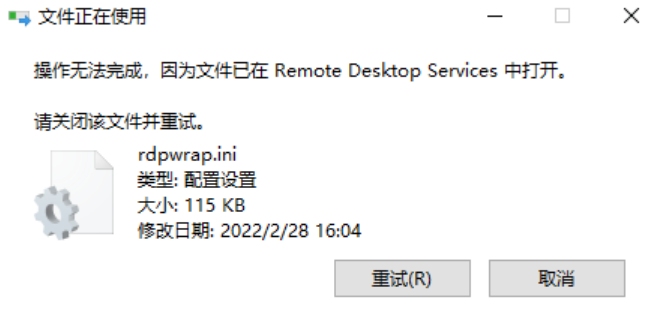 文件正在使用
操作无法完成，因为文件已在 Remote Desktop Services 中打开。
请关闭该文件并重试。
rdpwrap.ini
类型: 配置设置
大小: 115 KB
修改日期: 2022/2/28 16:04
重试(R) 取消